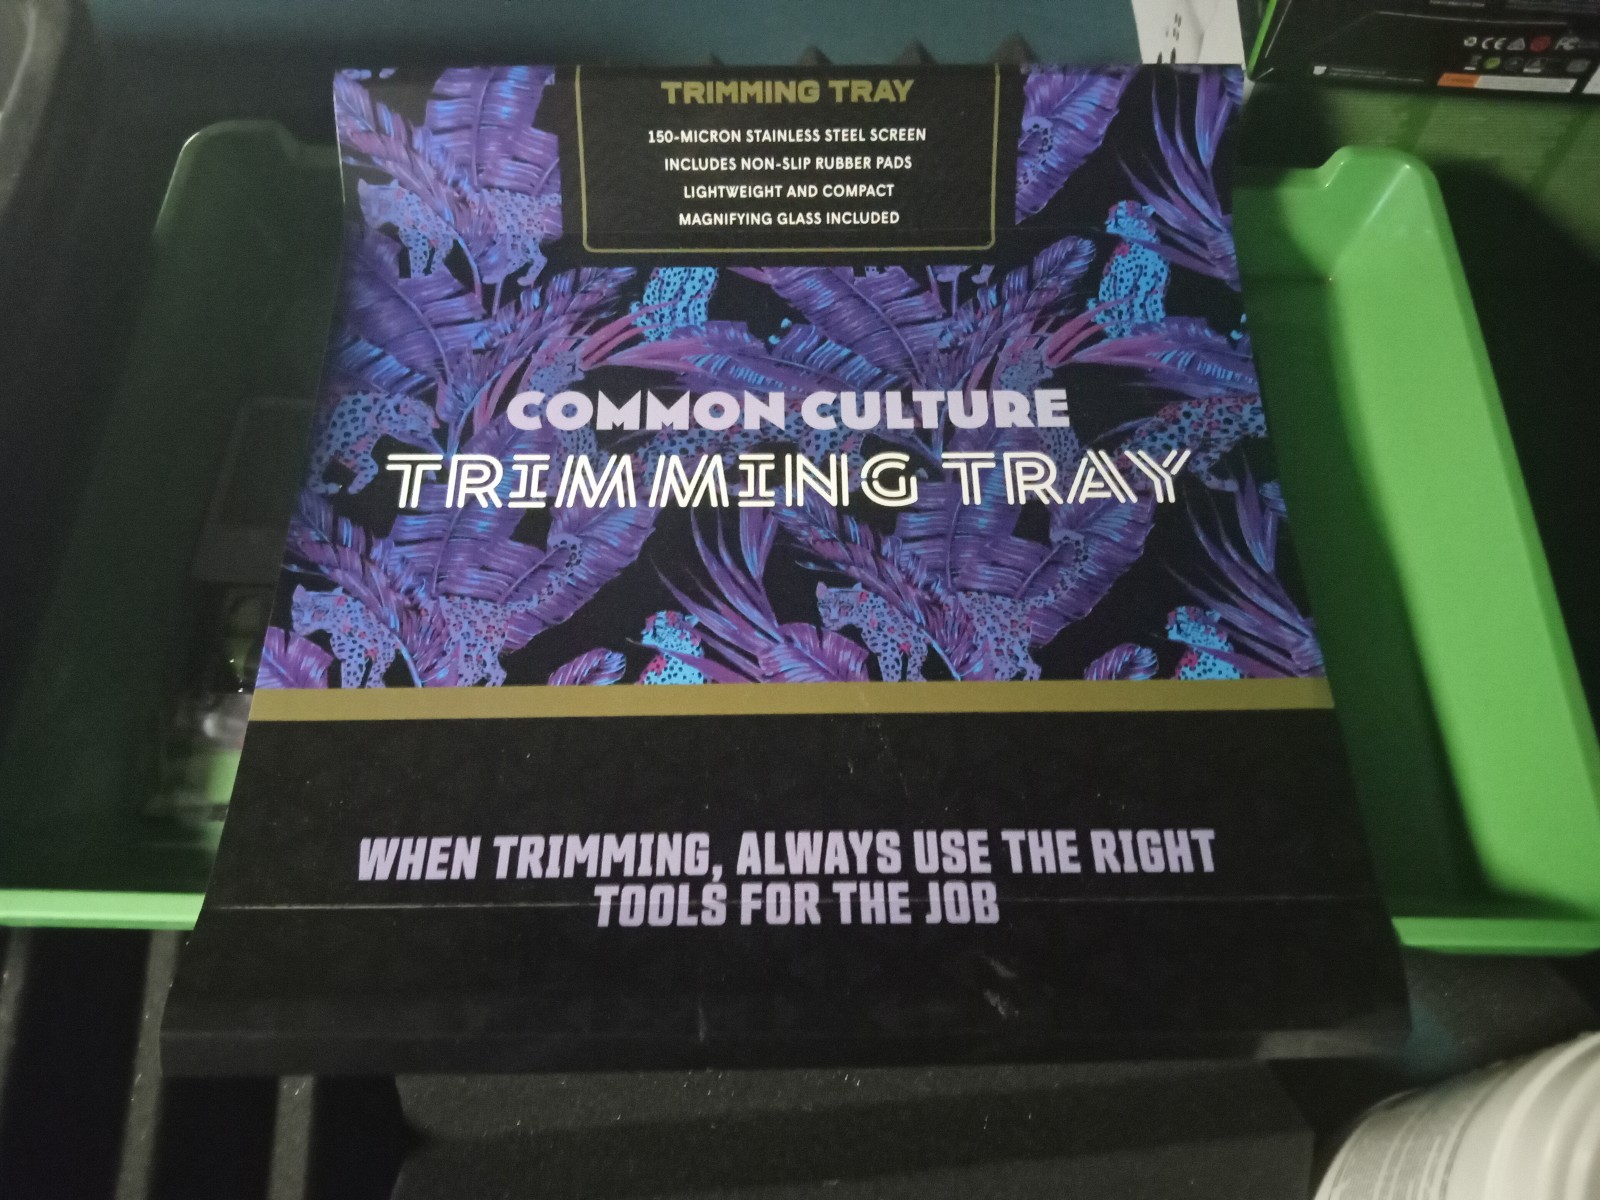 TRIMMING TRAY
150-MICRON STAINLESS STEEL SCREEN
INCLUDES NON-SLIP RUBBER PADS
LIGHTWEIGHT AND COMPACT
MAGNIFYING GLASS INCLUDED
COMMON CULTURE
TRIMMING TRAY
WHEN TRIMMING, ALWAYS USE THE RIGHT
TOOLS FOR THE JOB